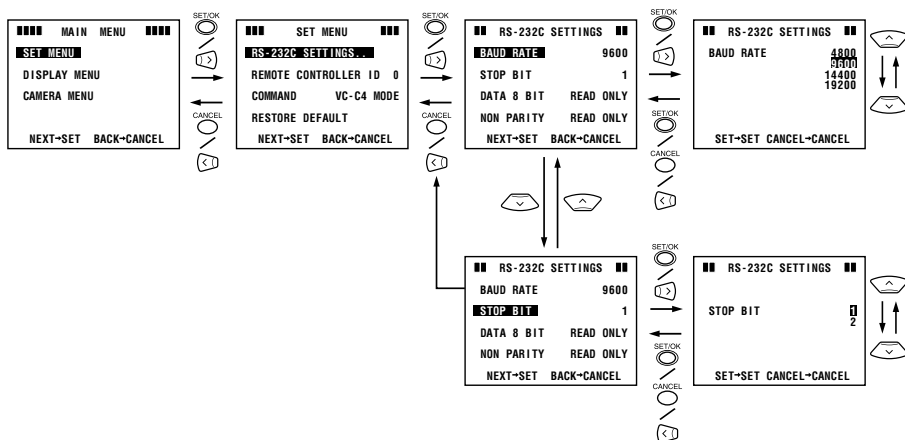 MAIN MENU
SET MENU
DISPLAY MENU
CAMERA MENU
NEXT→SET BACK→CANCEL
SET/OK
CANCEL
SET MENU
RS-232C SETTINGS..
REMOTE CONTROLLER ID 0
COMMAND VC-C4 MODE
RESTORE DEFAULT
NEXT→SET BACK→CANCEL
SET/OK
CANCEL
RS-232C SETTINGS
BAUD RATE 9600
STOP BIT 1
DATA 8 BIT READ ONLY
NON PARITY READ ONLY
NEXT→SET BACK→CANCEL
SET/OK
SET/OK
CANCEL
RS-232C SETTINGS
BAUD RATE 4800
9600
14400
19200
SET→SET CANCEL→CANCEL
RS-232C SETTINGS
BAUD RATE 9600
STOP BIT 1
DATA 8 BIT READ ONLY
NON PARITY READ ONLY
NEXT→SET BACK→CANCEL
SET/OK
SET/OK
CANCEL
RS-232C SETTINGS
STOP BIT 1
2
SET→SET CANCEL→CANCEL